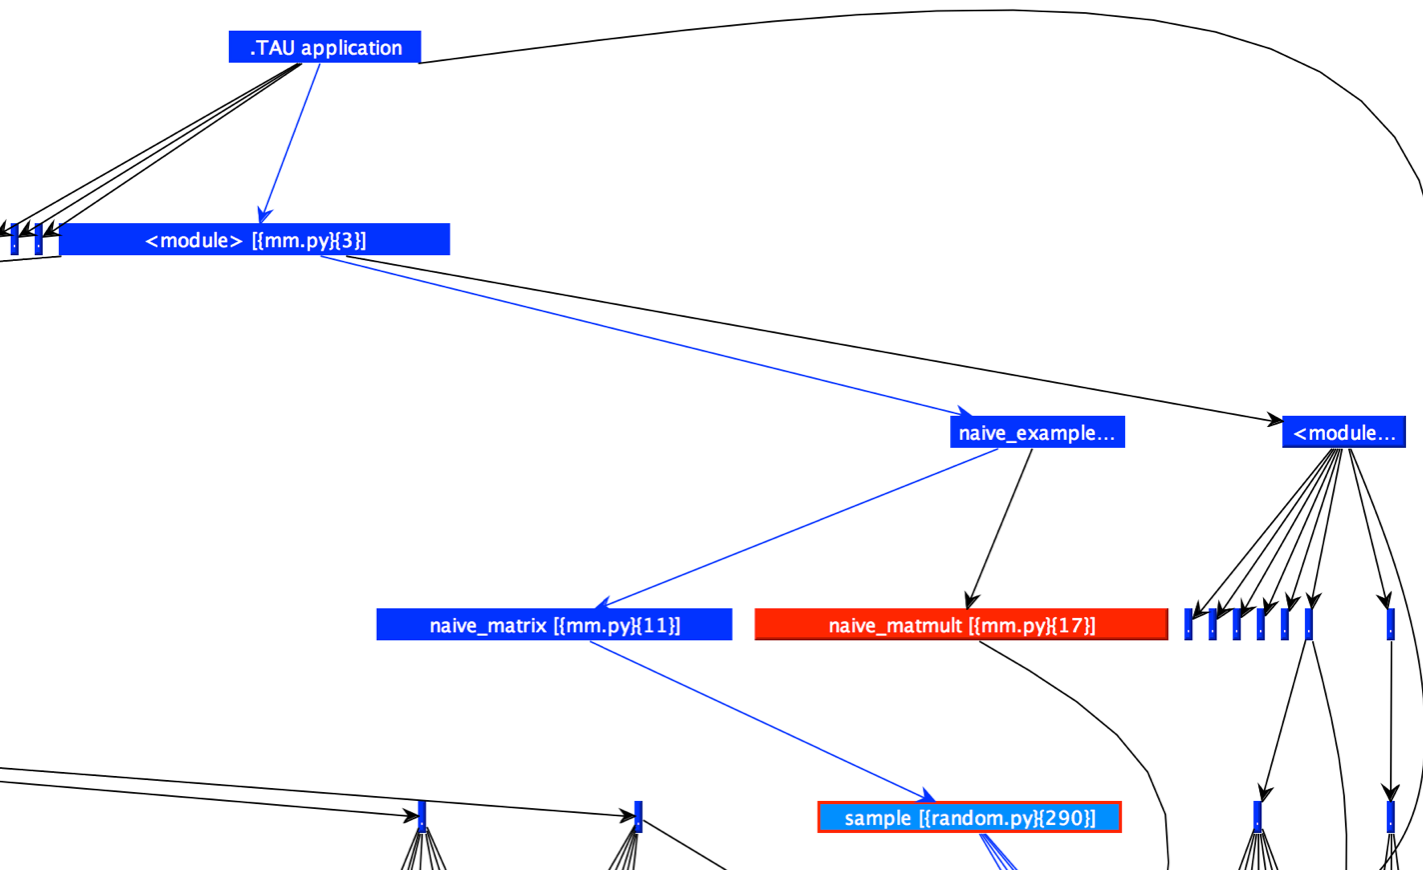 .TAU application
<module> [{mm.py}{3}]
naive_example...
<module...
naive_matrix [{mm.py}{11}]
naive_matmult [{mm.py}{17}]
sample [{random.py}{290}]